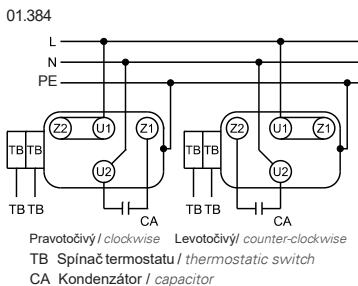 01.384
L
N
PE
Z2 U1 Z1 Z2 U1 Z1
TB TB TB TB
U2 U2
TB TB CA TB TB CA
Pravotočivý / clockwise Levotočivý/ counter-clockwise
TB Spínač termostatu / thermostatic switch
CA Kondenzátor / capacitor